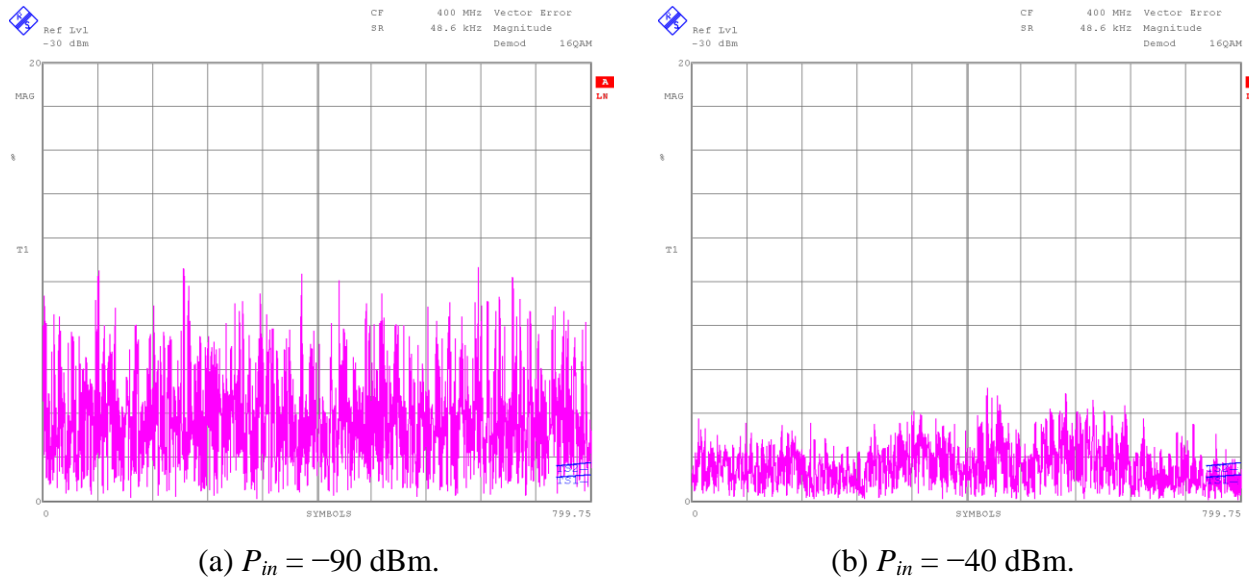 R
S
Ref Lvl
-30 dBm
CF 400 MHz Vector Error
SR 48.6 kHz Magnitude
Demod 16QAM
20
MAG
%
T1
0
A
LN
0 SYMBOLS 799.75
(a) P_in = −90 dBm.
R
S
Ref Lvl
-30 dBm
CF 400 MHz Vector Error
SR 48.6 kHz Magnitude
Demod 16QAM
20
MAG
%
T1
0
0 SYMBOLS 799.75
(b) P_in = −40 dBm.